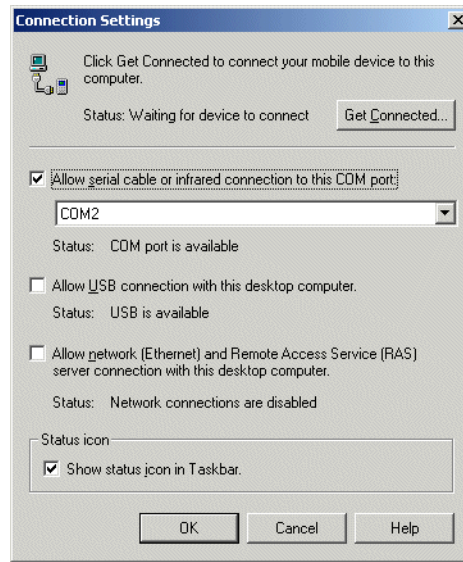 Connection Settings
Click Get Connected to connect your mobile device to this
computer.
Status: Waiting for device to connect
Get Connected...
Allow serial cable or infrared connection to this COM port:
COM2
Status: COM port is available
Allow USB connection with this desktop computer.
Status: USB is available
Allow network (Ethernet) and Remote Access Service (RAS)
server connection with this desktop computer.
Status: Network connections are disabled
Status icon
Show status icon in Taskbar.
OK Cancel Help